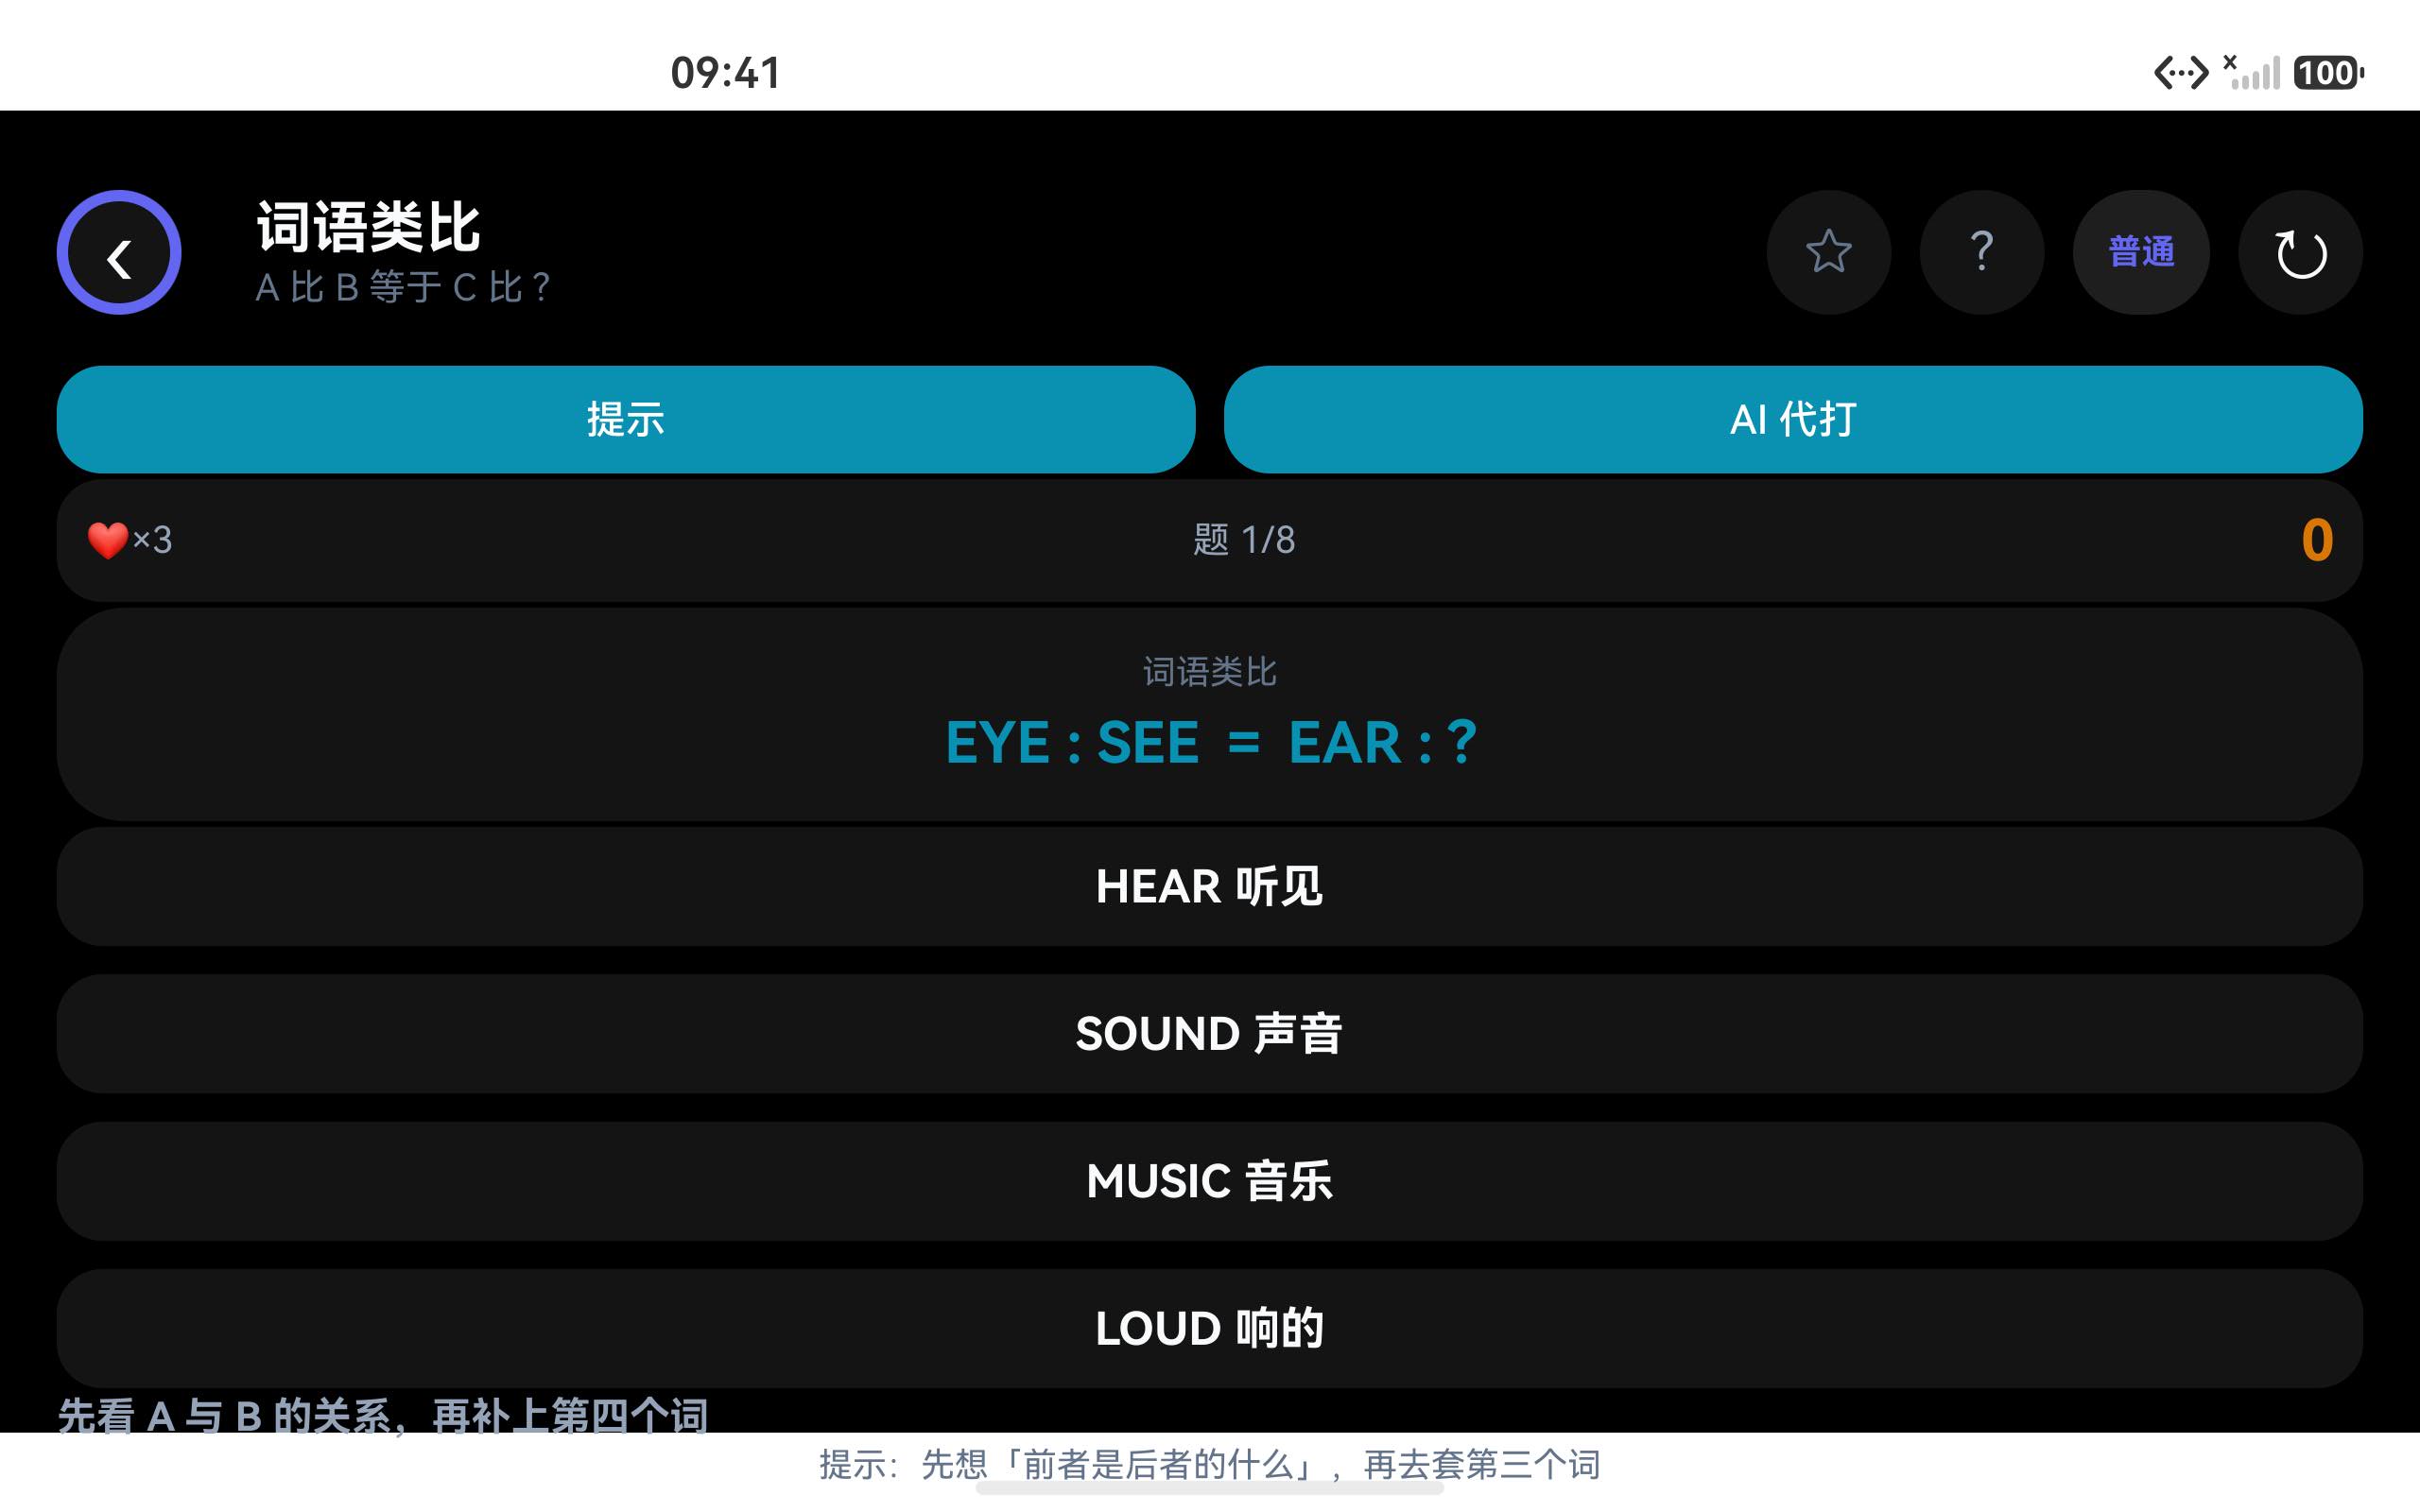 09:41
100
词语类比
A 比 B 等于 C 比 ?
?
普通
提示
AI 代打
×3
题 1/8
0
词语类比
EYE : SEE = EAR : ?
HEAR 听见
SOUND 声音
MUSIC 音乐
LOUD 响的
先看 A 与 B 的关系，再补上第四个词
提示：先想「前者是后者的什么」，再去套第三个词